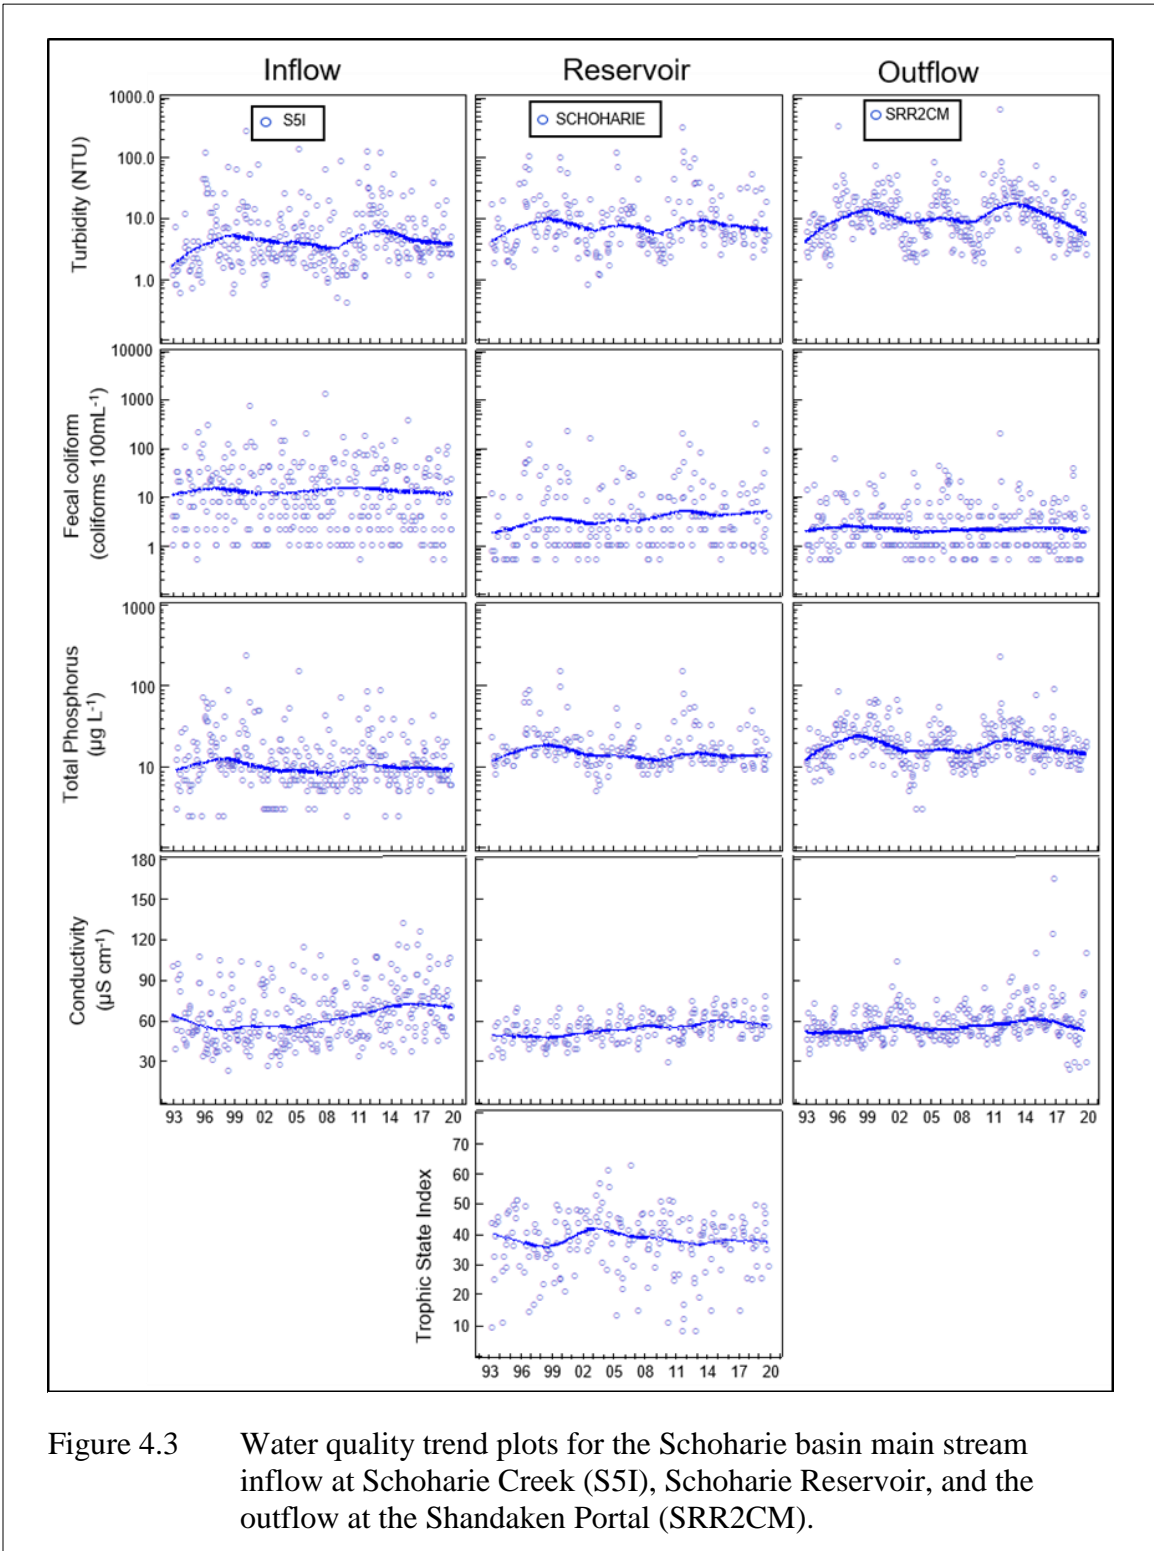 Inflow Reservoir Outflow
S5I SCHOHARIE SRR2CM
Turbidity (NTU)
1000.0
100.0
10.0
1.0
Fecal coliform
(coliforms 100mL-1)
10000
1000
100
10
1
Total Phosphorus
(µg L-1)
1000
100
10
Conductivity
(µS cm-1)
180
150
120
90
60
30
93 96 99 02 05 08 11 14 17 20 93 96 99 02 05 08 11 14 17 20
Trophic State Index
70
60
50
40
30
20
10
93 96 99 02 05 08 11 14 17 20
Figure 4.3 Water quality trend plots for the Schoharie basin main stream
inflow at Schoharie Creek (S5I), Schoharie Reservoir, and the
outflow at the Shandaken Portal (SRR2CM).